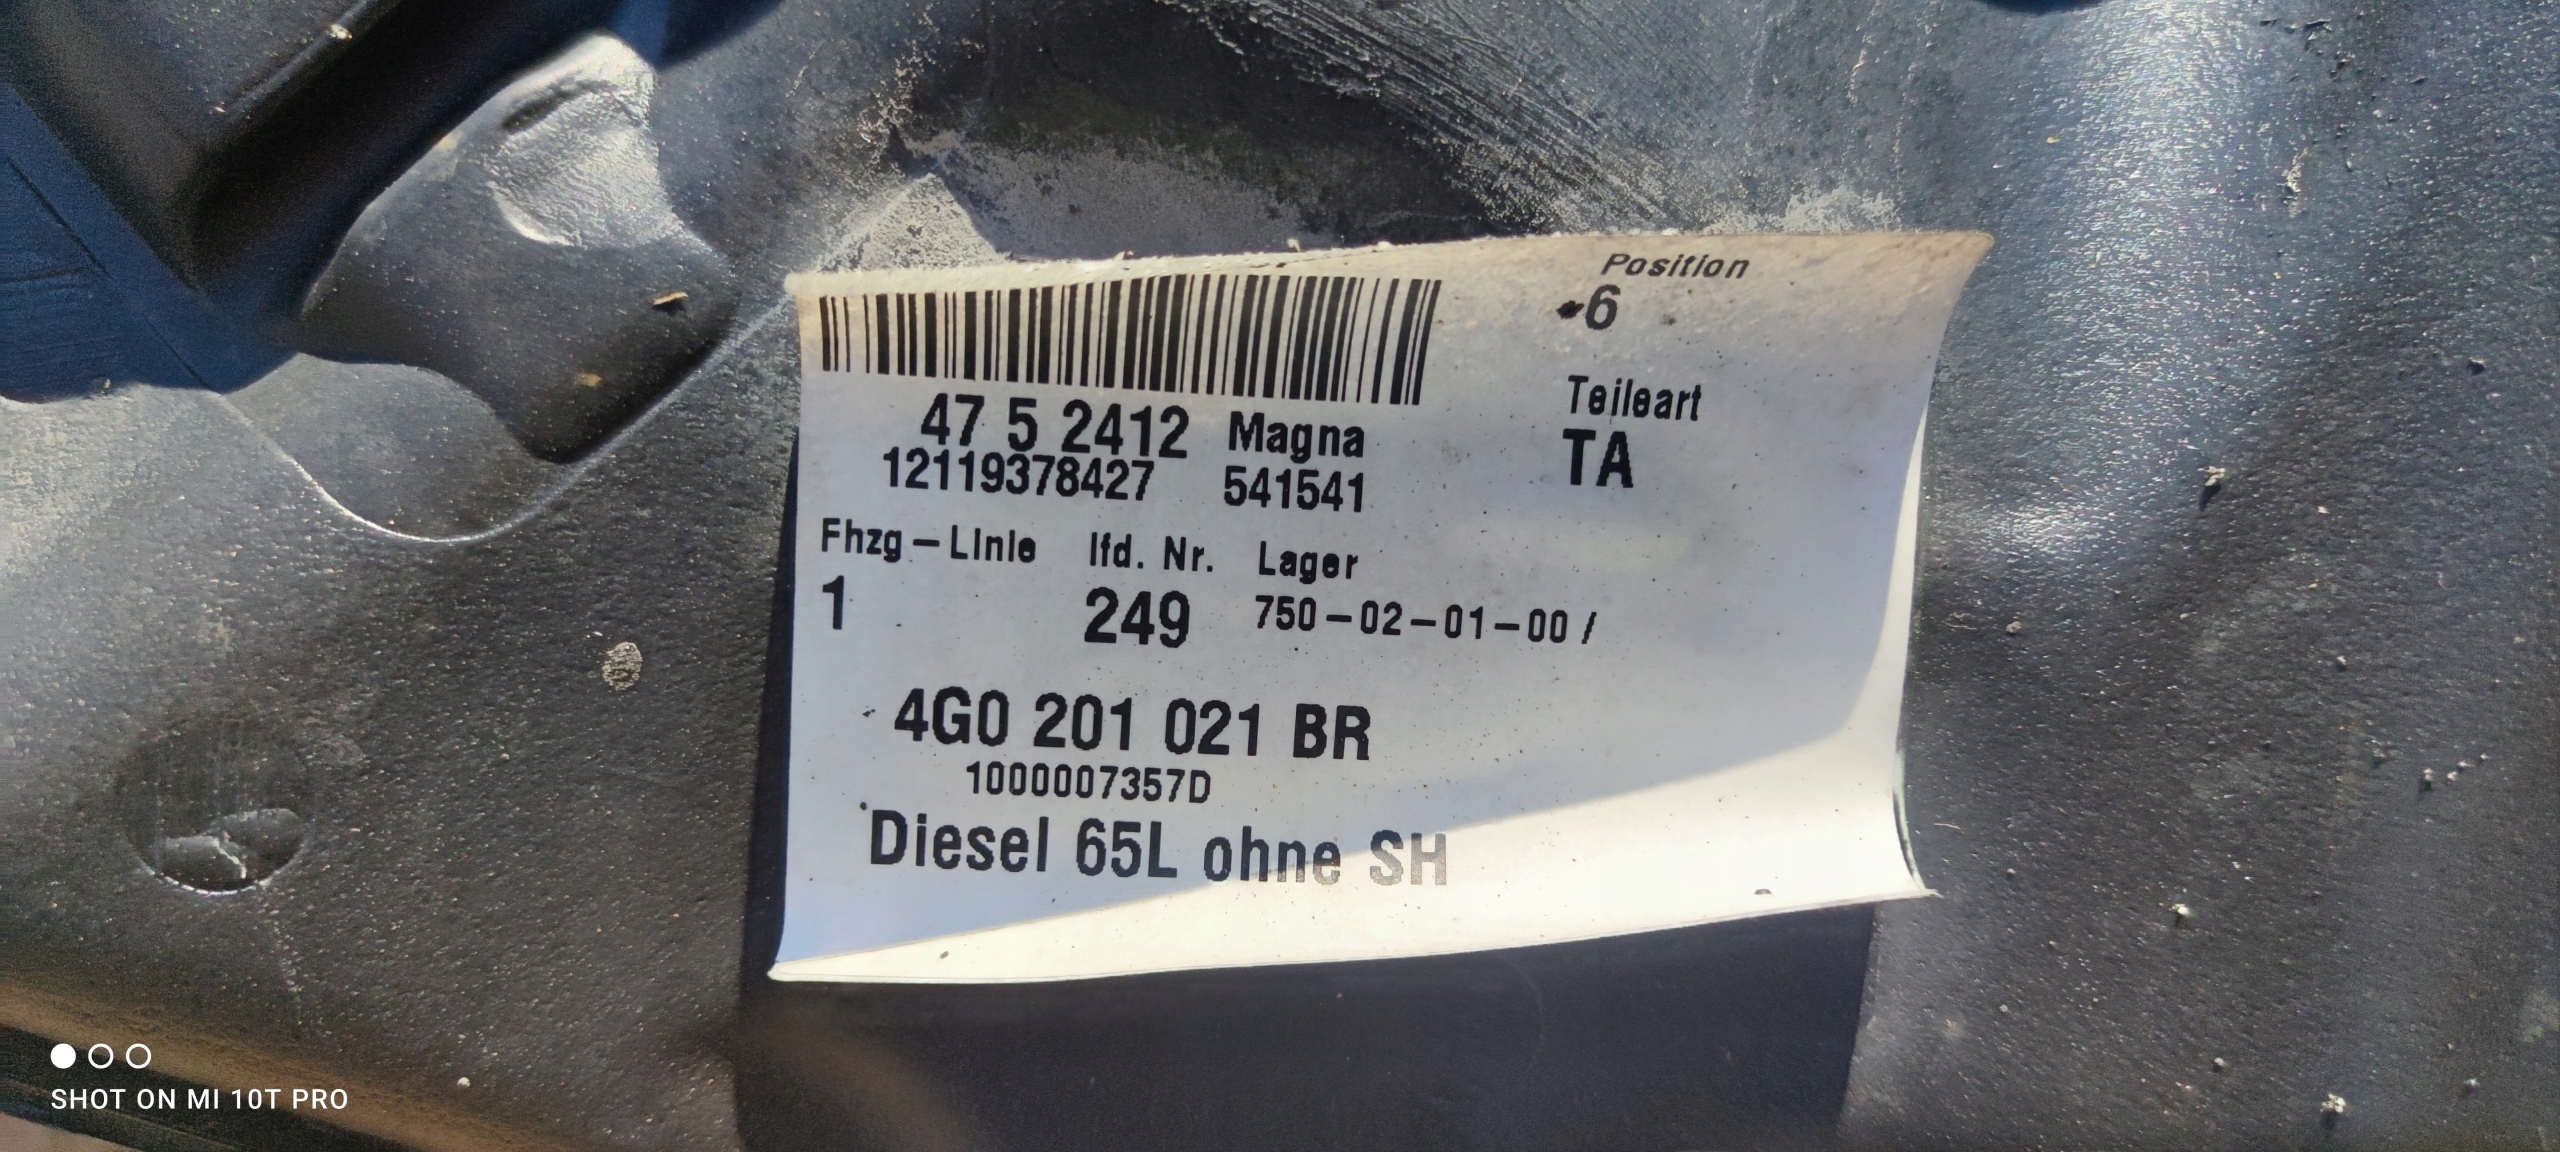 Position
6
47 5 2412 Magna
12119378427 541541
Teileart
TA
Fhzg-Linie lfd. Nr. Lager
1 249 750-02-01-00 /
4G0 201 021 BR
1000007357D
Diesel 65L ohne SH
SHOT ON MI 10T PRO